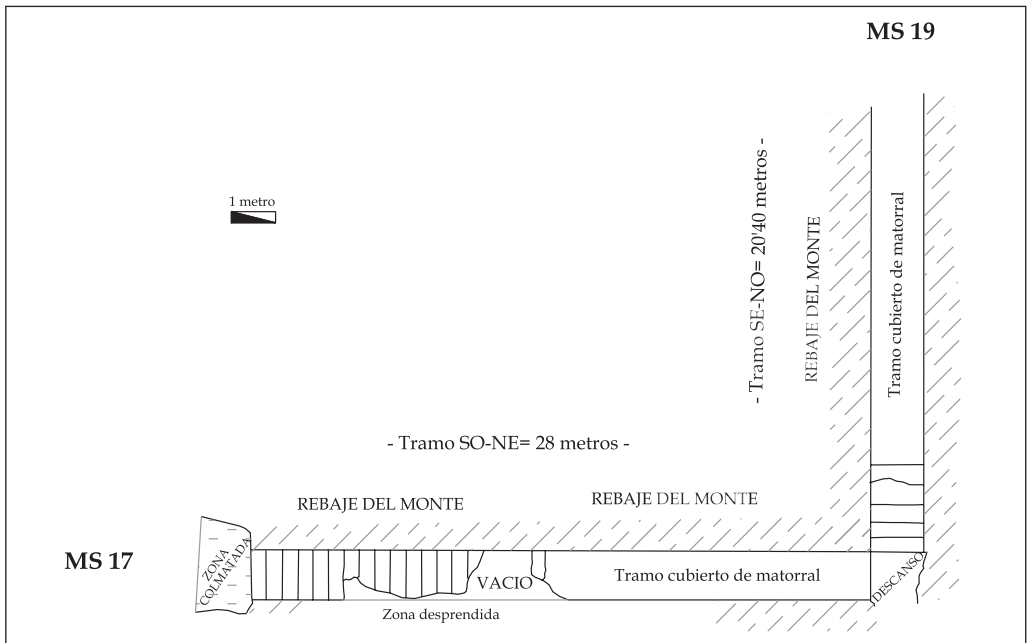 MS 19
1 metro
- Tramo SE-NO= 20'40 metros -
REBAJE DEL MONTE
Tramo cubierto de matorral
- Tramo SO-NE= 28 metros -
REBAJE DEL MONTE
REBAJE DEL MONTE
MS 17
ZONA
COLMATADA
VACIO
Tramo cubierto de matorral
DESCANSO
Zona desprendida